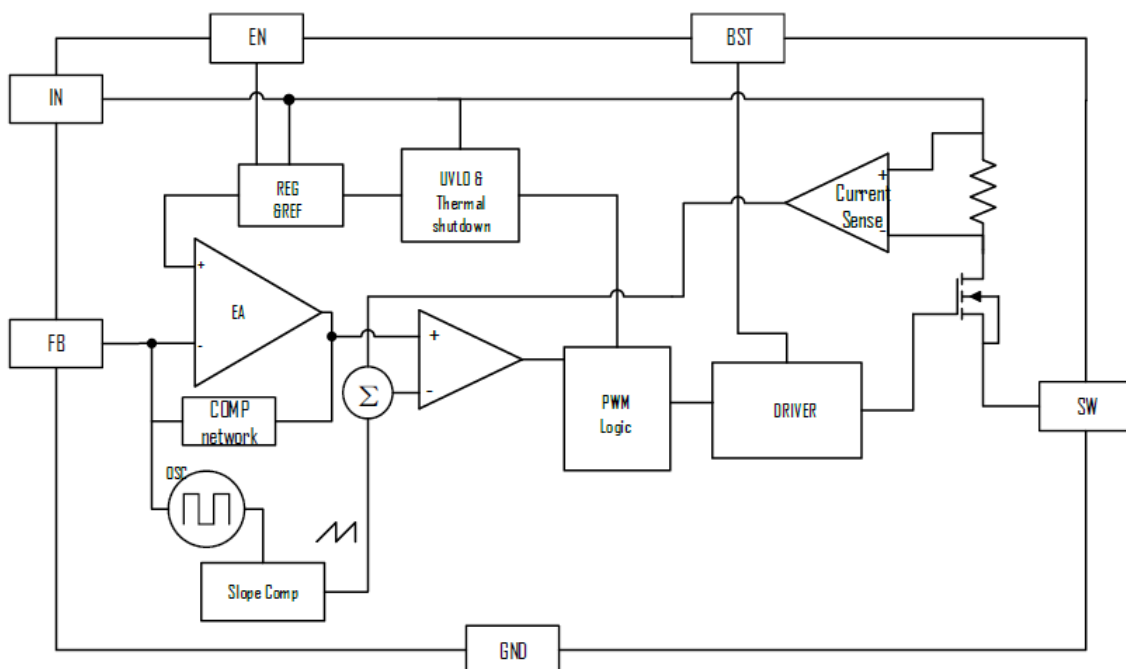 EN
BST
IN
REG
&REF
UVLO &
Thermal
shutdown
+
Current
Sense
-
+
EA
-
FB
+
-
Σ
COMP
network
PWM
Logic
DRIVER
SW
OSC
Slope Comp
GND